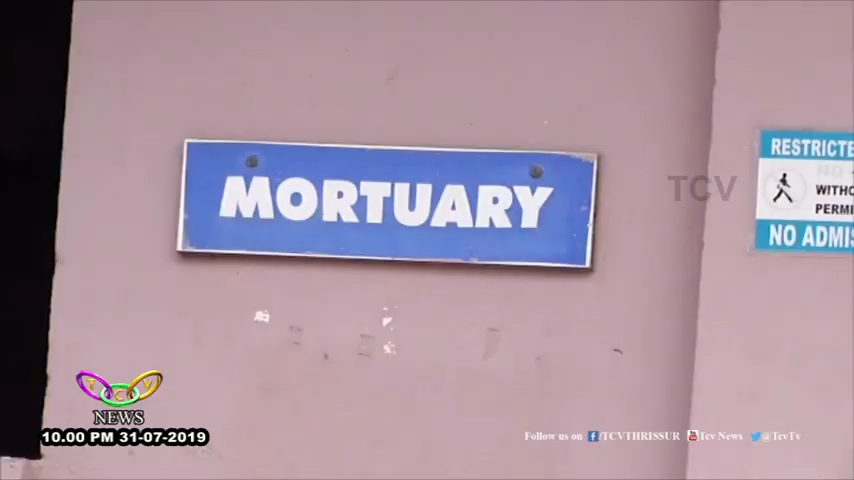 MORTUARY
RESTRICTE
WITHO
PERMI
NO ADMIS
TCV
TCV
NEWS
10.00 PM 31-07-2019
Follow us on f/TCVTHRISSUR Tcv News @TcvTv